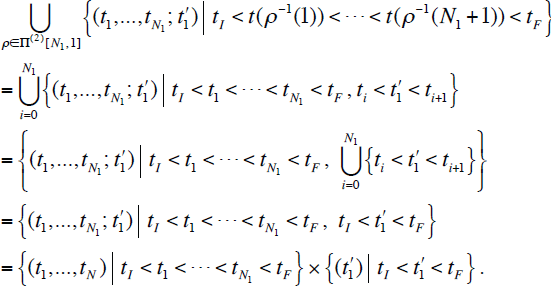 ⋃_{ρ∈Π^{(2)}[N_1,1]} {(t_1,...,t_{N_1}; t'_1) | t_I < t(ρ^{-1}(1)) < ⋯ < t(ρ^{-1}(N_1+1)) < t_F}
= ⋃_{i=0}^{N_1} {(t_1,...,t_{N_1}; t'_1) | t_I < t_1 < ⋯ < t_{N_1} < t_F , t_i < t'_1 < t_{i+1}}
= {(t_1,...,t_{N_1}; t'_1) | t_I < t_1 < ⋯ < t_{N_1} < t_F , ⋃_{i=0}^{N_1} {t_i < t'_1 < t_{i+1}}}
= {(t_1,...,t_{N_1}; t'_1) | t_I < t_1 < ⋯ < t_{N_1} < t_F , t_I < t'_1 < t_F}
= {(t_1,...,t_N) | t_I < t_1 < ⋯ < t_{N_1} < t_F} × {(t'_1) | t_I < t'_1 < t_F} .